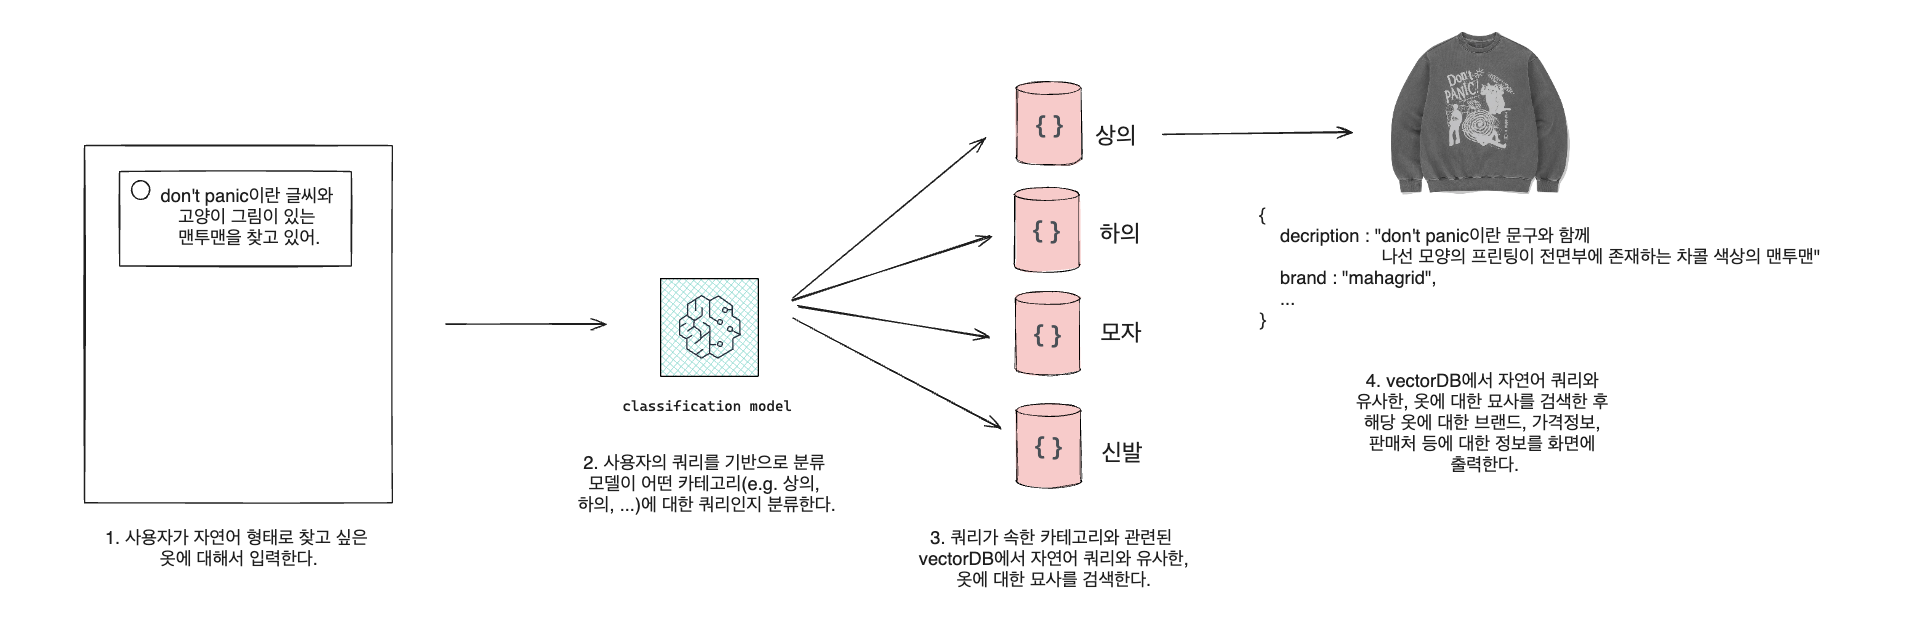 don't panic이란 글씨와
고양이 그림이 있는
맨투맨을 찾고 있어.
1. 사용자가 자연어 형태로 찾고 싶은
옷에 대해서 입력한다.
classification model
2. 사용자의 쿼리를 기반으로 분류
모델이 어떤 카테고리(e.g. 상의,
하의, ...)에 대한 쿼리인지 분류한다.
{ }
상의
{ }
하의
{ }
모자
{ }
신발
3. 쿼리가 속한 카테고리와 관련된
vectorDB에서 자연어 쿼리와 유사한,
옷에 대한 묘사를 검색한다.
Don't
PANIC!
{
decription : "don't panic이란 문구와 함께
나선 모양의 프린팅이 전면부에 존재하는 차콜 색상의 맨투맨"
brand : "mahagrid",
...
}
4. vectorDB에서 자연어 쿼리와
유사한, 옷에 대한 묘사를 검색한 후
해당 옷에 대한 브랜드, 가격정보,
판매처 등에 대한 정보를 화면에
출력한다.